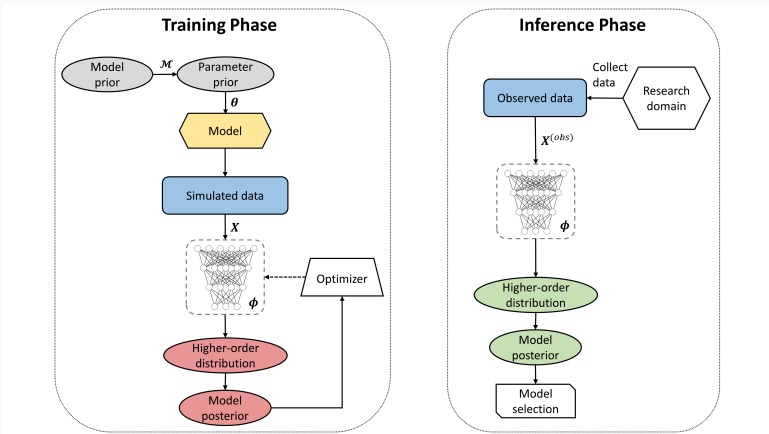 Training Phase
Model
prior
𝓜
Parameter
prior
θ
Model
Simulated data
X
ϕ
Optimizer
Higher-order
distribution
Model
posterior
Inference Phase
Observed data
Collect
data
Research
domain
X^(obs)
ϕ
Higher-order
distribution
Model
posterior
Model
selection